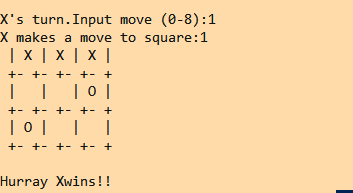 X's turn.Input move (0-8):1
X makes a move to square:1
| X | X | X |
+- +- +- +- +
|   |   | O |
+- +- +- +- +
| O |   |   |
+- +- +- +- +
Hurray Xwins!!